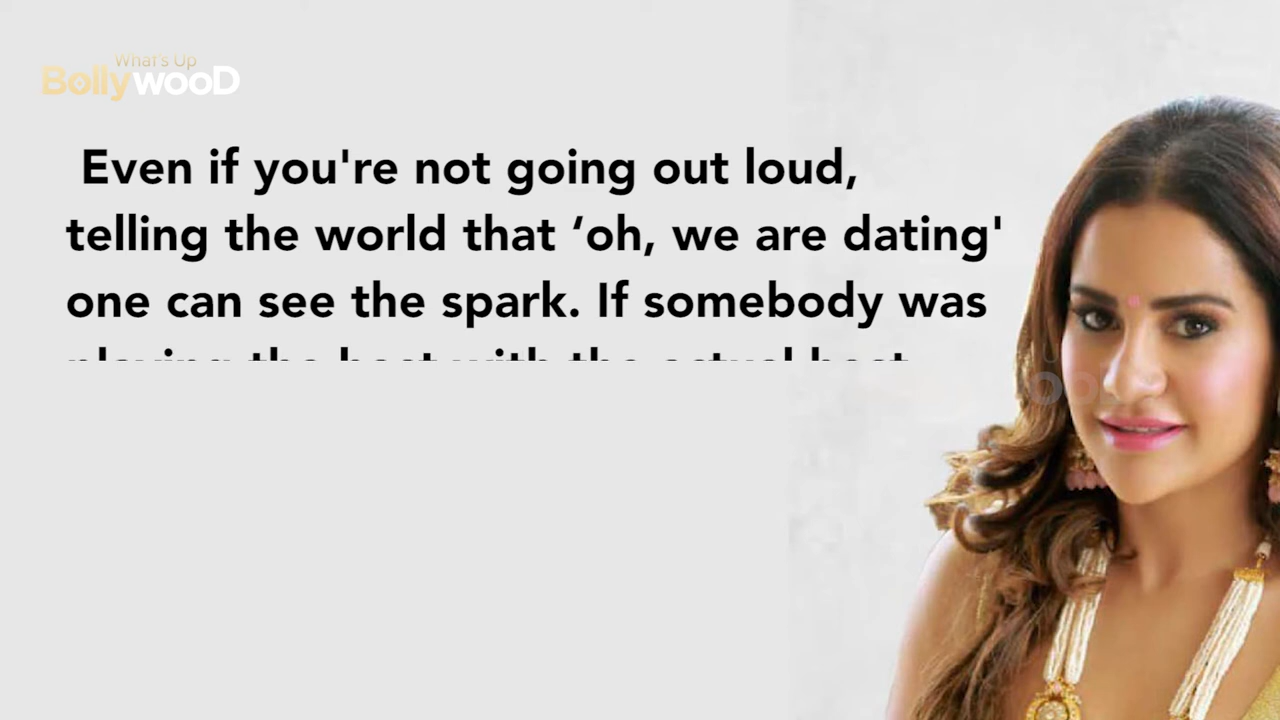 What's Up
BollywooD
Even if you're not going out loud,
telling the world that ‘oh, we are dating'
one can see the spark. If somebody was